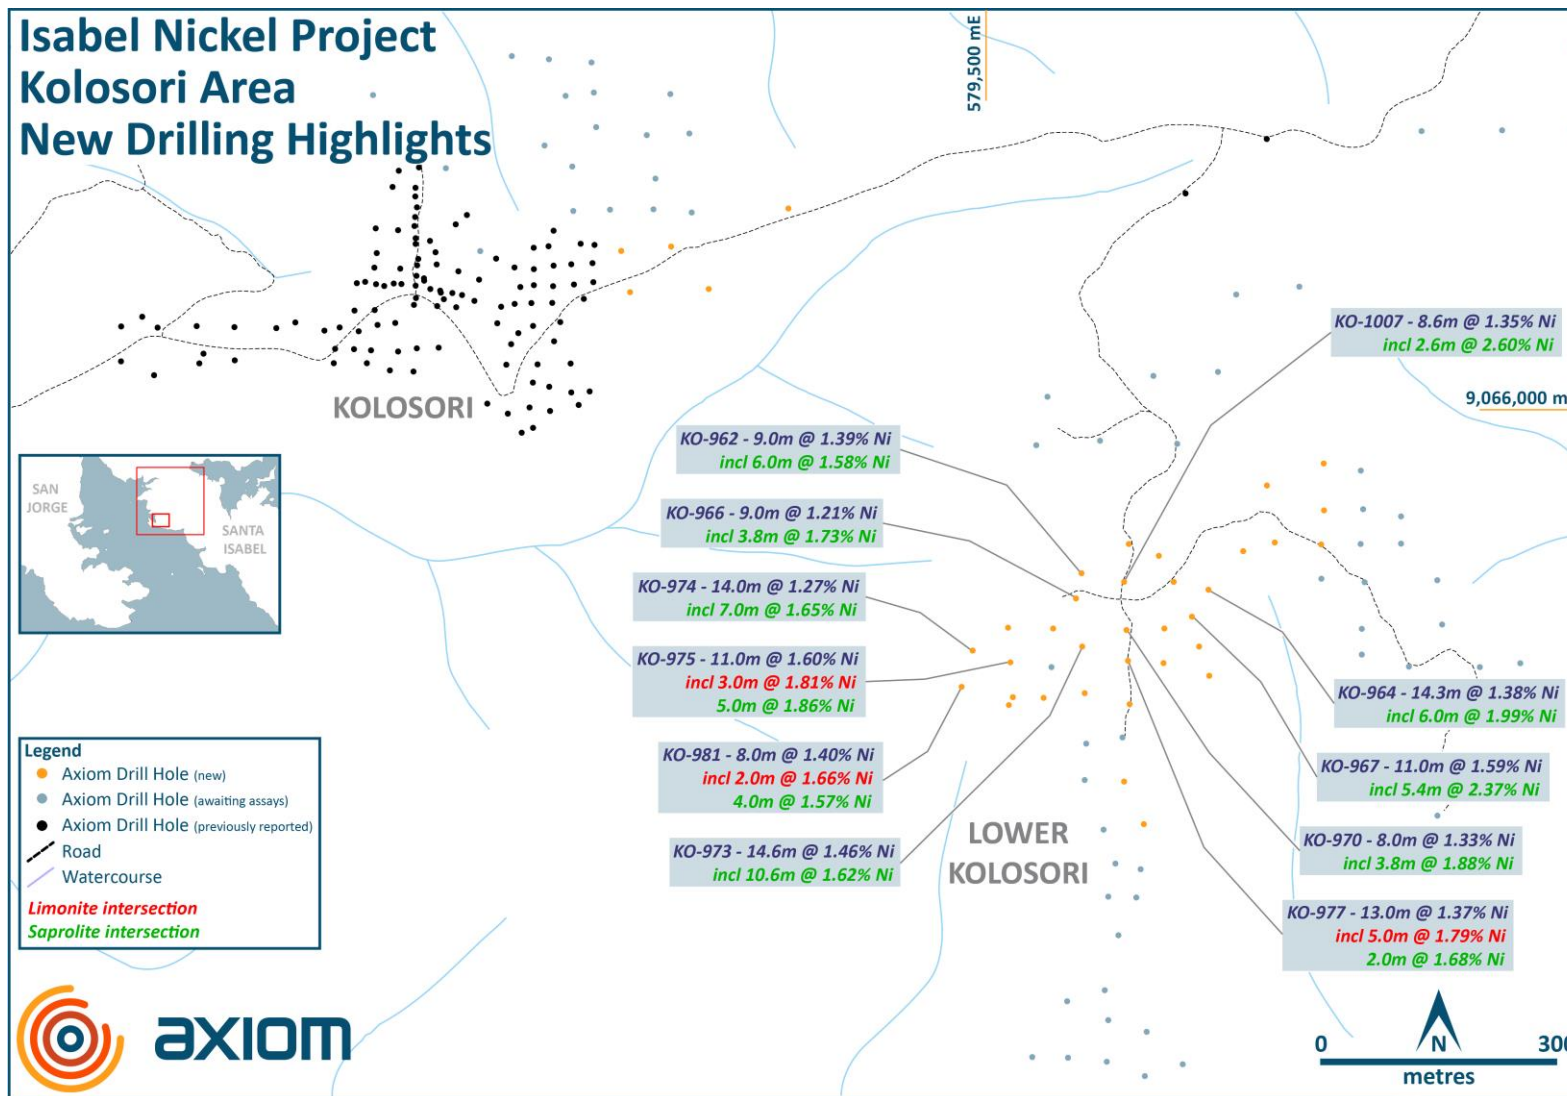 Isabel Nickel Project
Kolosori Area
New Drilling Highlights
579,500 mE
KO-1007 - 8.6m @ 1.35% Ni
incl 2.6m @ 2.60% Ni
9,066,000 m
KOLOSORI
KO-962 - 9.0m @ 1.39% Ni
incl 6.0m @ 1.58% Ni
KO-966 - 9.0m @ 1.21% Ni
incl 3.8m @ 1.73% Ni
KO-974 - 14.0m @ 1.27% Ni
incl 7.0m @ 1.65% Ni
KO-975 - 11.0m @ 1.60% Ni
incl 3.0m @ 1.81% Ni
5.0m @ 1.86% Ni
KO-981 - 8.0m @ 1.40% Ni
incl 2.0m @ 1.66% Ni
4.0m @ 1.57% Ni
KO-973 - 14.6m @ 1.46% Ni
incl 10.6m @ 1.62% Ni
KO-964 - 14.3m @ 1.38% Ni
incl 6.0m @ 1.99% Ni
KO-967 - 11.0m @ 1.59% Ni
incl 5.4m @ 2.37% Ni
KO-970 - 8.0m @ 1.33% Ni
incl 3.8m @ 1.88% Ni
KO-977 - 13.0m @ 1.37% Ni
incl 5.0m @ 1.79% Ni
2.0m @ 1.68% Ni
LOWER
KOLOSORI
SAN
JORGE
SANTA
ISABEL
Legend
Axiom Drill Hole (new)
Axiom Drill Hole (awaiting assays)
Axiom Drill Hole (previously reported)
Road
Watercourse
Limonite intersection
Saprolite intersection
axiom
N
0 300
metres